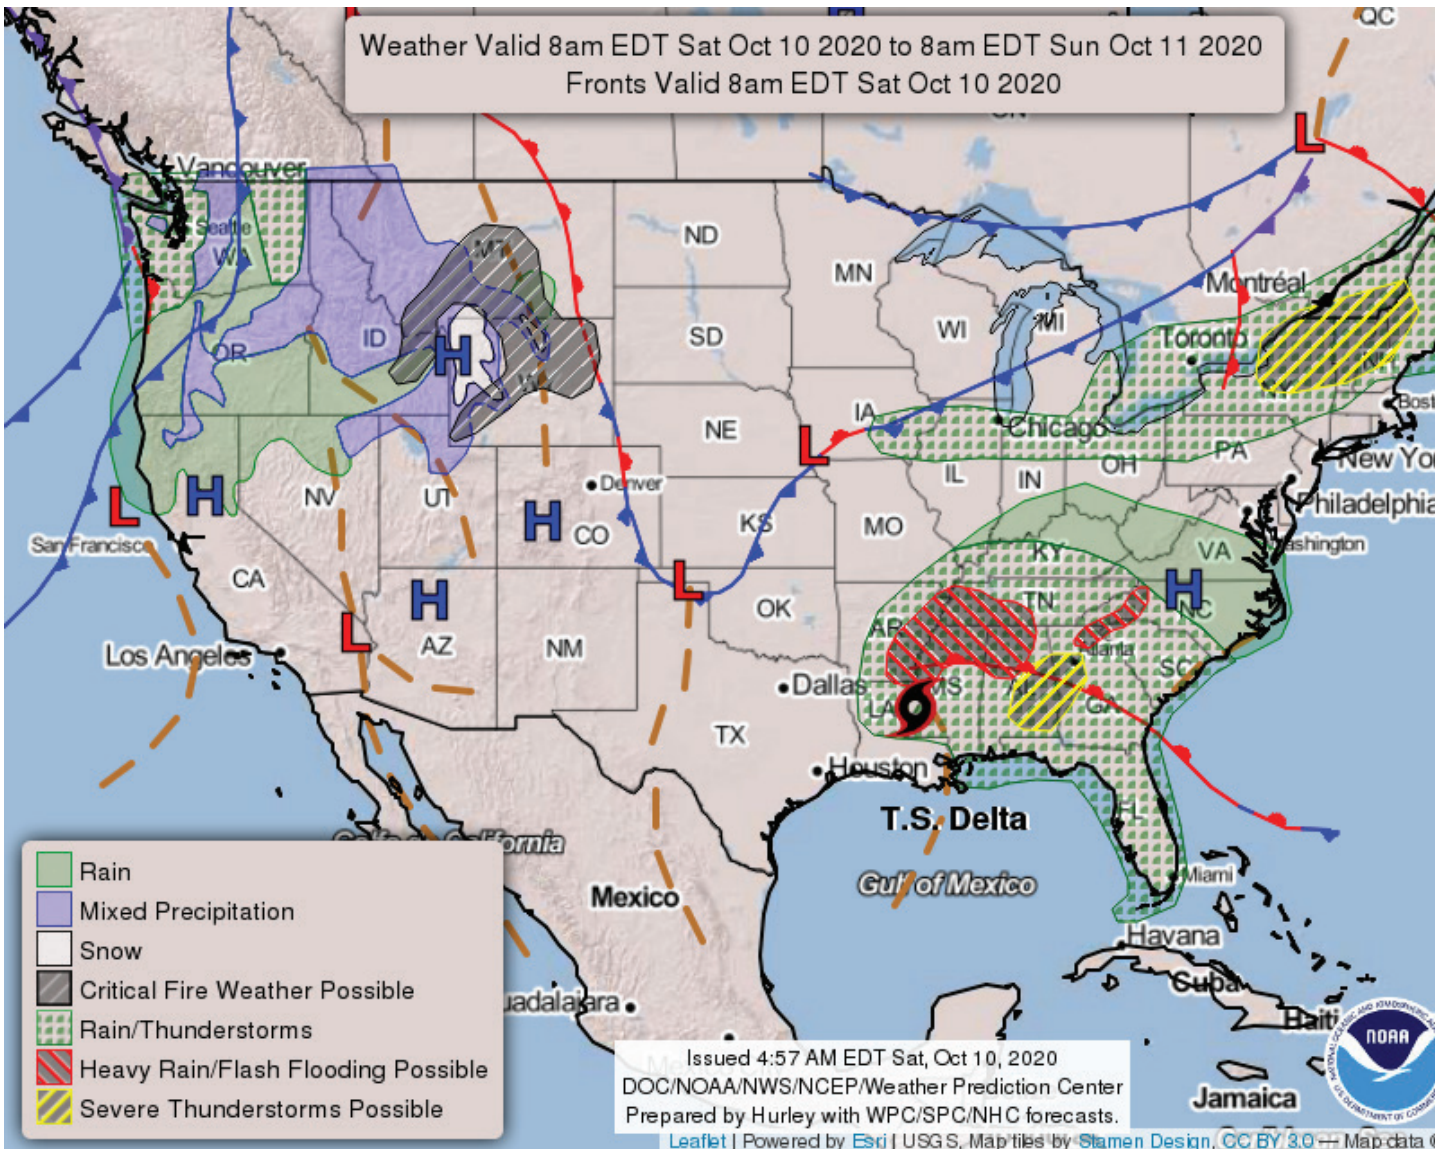 QC
Weather Valid 8am EDT Sat Oct 10 2020 to 8am EDT Sun Oct 11 2020
Fronts Valid 8am EDT Sat Oct 10 2020
L
Vancouver
Seattle
WA
MT
ND
MN
Montréal
OR
ID
H
SD
WI
MI
Toronto
NE
IA
Chicago
PA
New Yo
L
H
NV
UT
Denver
H
CO
KS
MO
IL
IN
OH
Philadelphia
L
San Francisco
CA
L
OK
KY
VA
ashington
H
AZ
NM
TN
H
NC
AR
L
Los Angeles
Dallas
LA
MS
GA
SC
TX
Houston
T.S. Delta
FL
Gulf of Mexico
Miami
Mexico
Havana
Cuba
Haiti
Jamaica
uadalajara
Mexico City
Rain
Mixed Precipitation
Snow
Critical Fire Weather Possible
Rain/Thunderstorms
Heavy Rain/Flash Flooding Possible
Severe Thunderstorms Possible
Issued 4:57 AM EDT Sat, Oct 10, 2020
DOC/NOAA/NWS/NCEP/Weather Prediction Center
Prepared by Hurley with WPC/SPC/NHC forecasts.
NOAA
Leaflet | Powered by Esri | USGS, Map tiles by Stamen Design, CC BY 3.0 — Map data ©